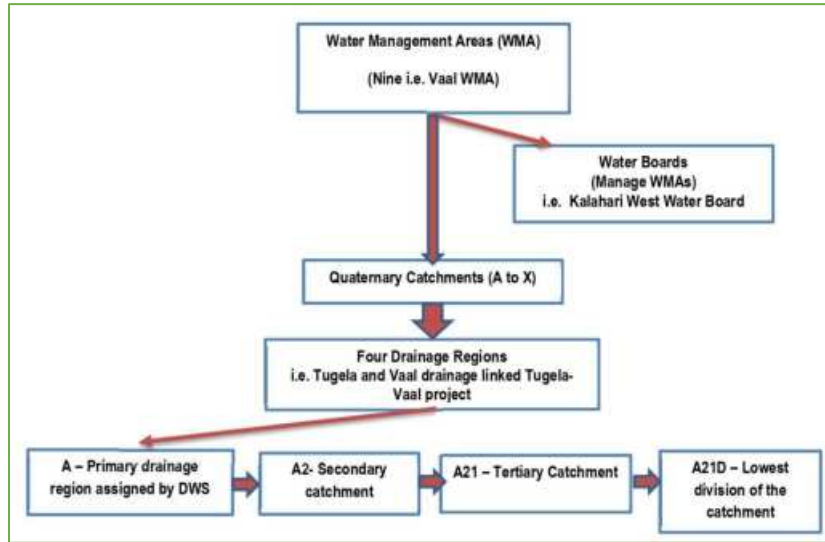 Water Management Areas (WMA)
(Nine i.e. Vaal WMA)
Water Boards
(Manage WMAs)
i.e. Kalahari West Water Board
Quaternary Catchments (A to X)
Four Drainage Regions
i.e. Tugela and Vaal drainage linked Tugela-
Vaal project
A – Primary drainage
region assigned by DWS
A2- Secondary
catchment
A21 – Tertiary Catchment
A21D – Lowest
division of the
catchment